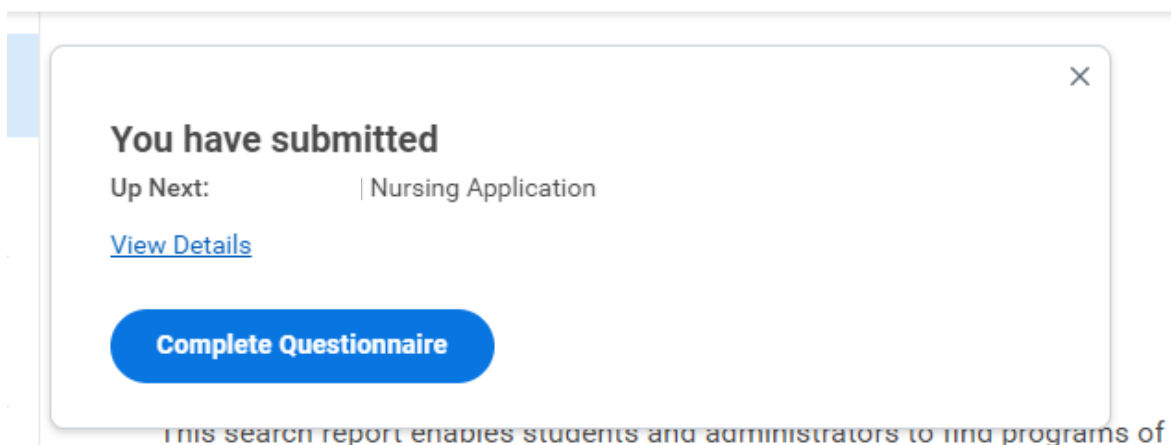 You have submitted
Up Next: | Nursing Application
View Details
Complete Questionnaire
This search report enables students and administrators to find programs of